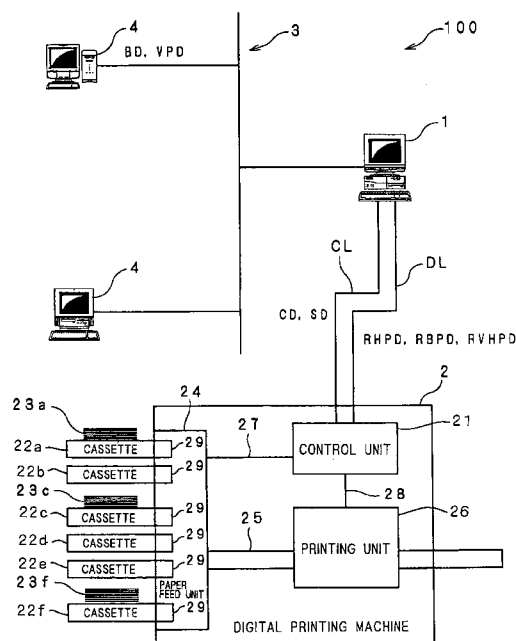 4
BD, VPD
3
100
1
4
CL
DL
CD, SD
RHPD, RBPD, RVHPD
2
23a
24
21
22a CASSETTE 29
27
CONTROL UNIT
22b CASSETTE 29
23c
28
22c CASSETTE 29
25
26
22d CASSETTE 29
PRINTING UNIT
22e CASSETTE 29
23f
PAPER
FEED UNIT
22f CASSETTE 29
DIGITAL PRINTING MACHINE